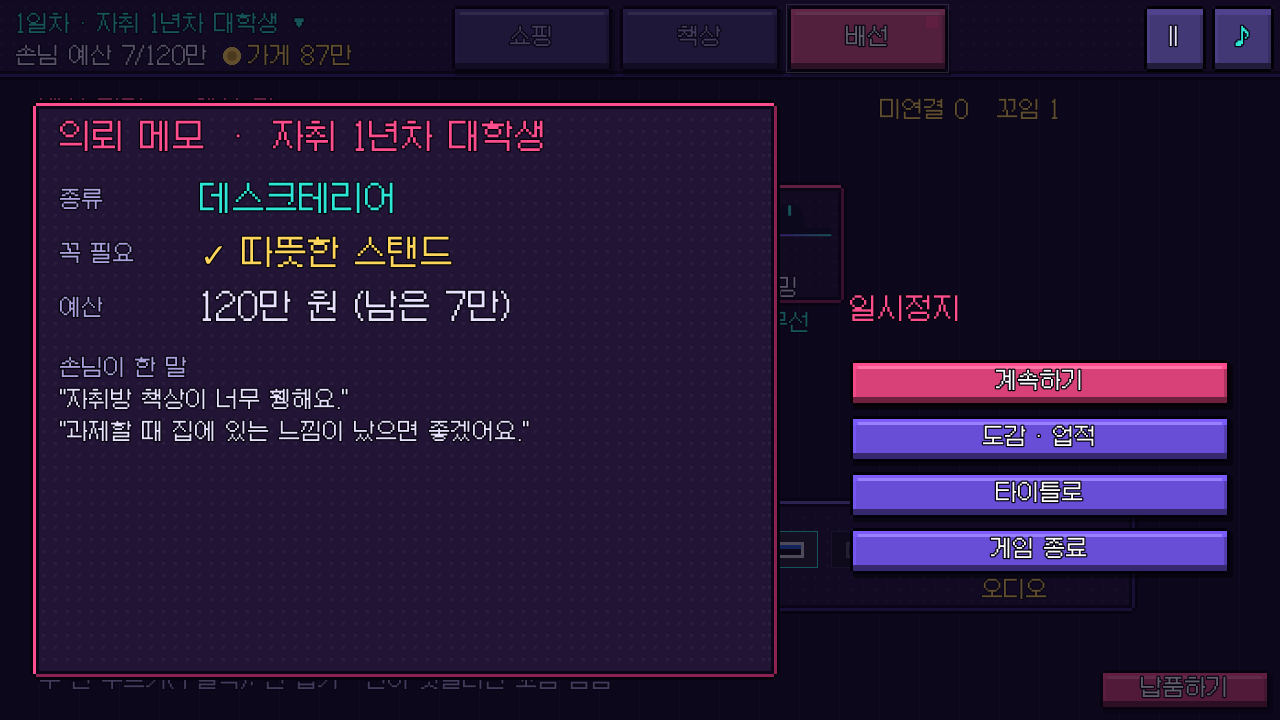 1일차 · 자취 1년차 대학생 ▼
손님 예산 7/120만 가게 87만
쇼핑
책상
배선
미연결 0 꼬임 1
의뢰 메모 · 자취 1년차 대학생
종류 데스크테리어
꼭 필요 ✓ 따뜻한 스탠드
예산 120만 원 (남은 7만)
손님이 한 말
"자취방 책상이 너무 휑해요."
"과제할 때 집에 있는 느낌이 났으면 좋겠어요."
일시정지
계속하기
도감 · 업적
타이틀로
게임 종료
오디오
납품하기